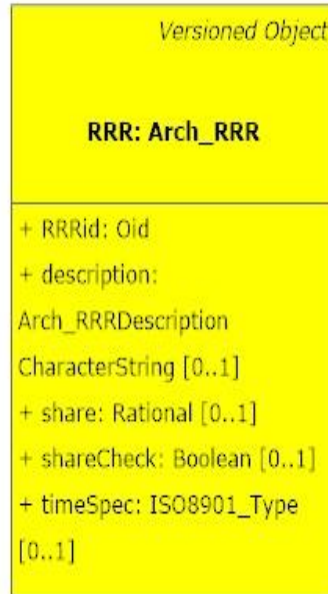 Versioned Object
RRR: Arch_RRR
+ RRRid: Oid
+ description:
Arch_RRRDescription
CharacterString [0..1]
+ share: Rational [0..1]
+ shareCheck: Boolean [0..1]
+ timeSpec: ISO8901_Type
[0..1]